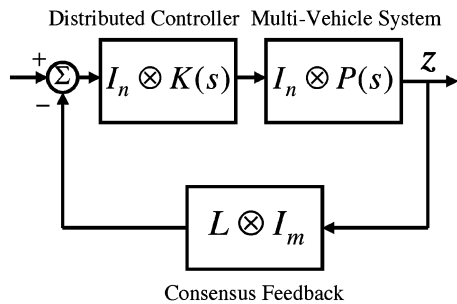 Distributed Controller Multi-Vehicle System
+ Σ −
I_n ⊗ K(s) I_n ⊗ P(s) z
L ⊗ I_m
Consensus Feedback